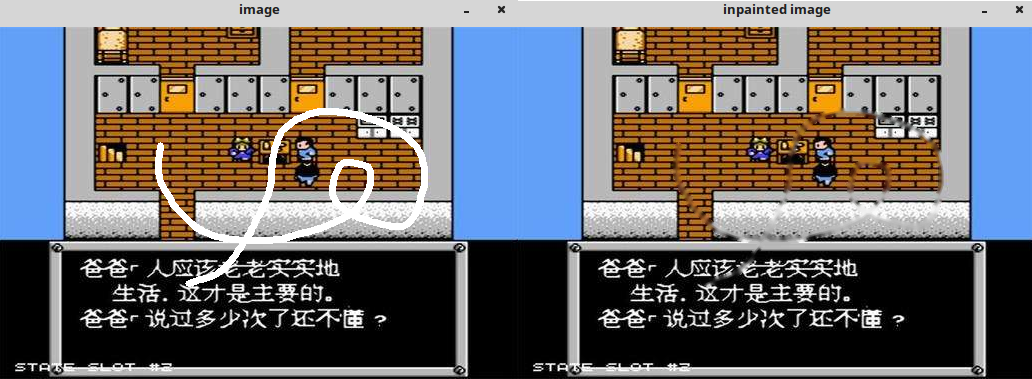 image
inpainted image
爸爸「人应该老老实实地
生活.这才是主要的。
爸爸「说过多少次了还不懂?
STATE SLOT #2
爸爸「人应该老老实实地
生活.这才是主要的。
爸爸「说过多少次了还不懂?
STATE SLOT #2